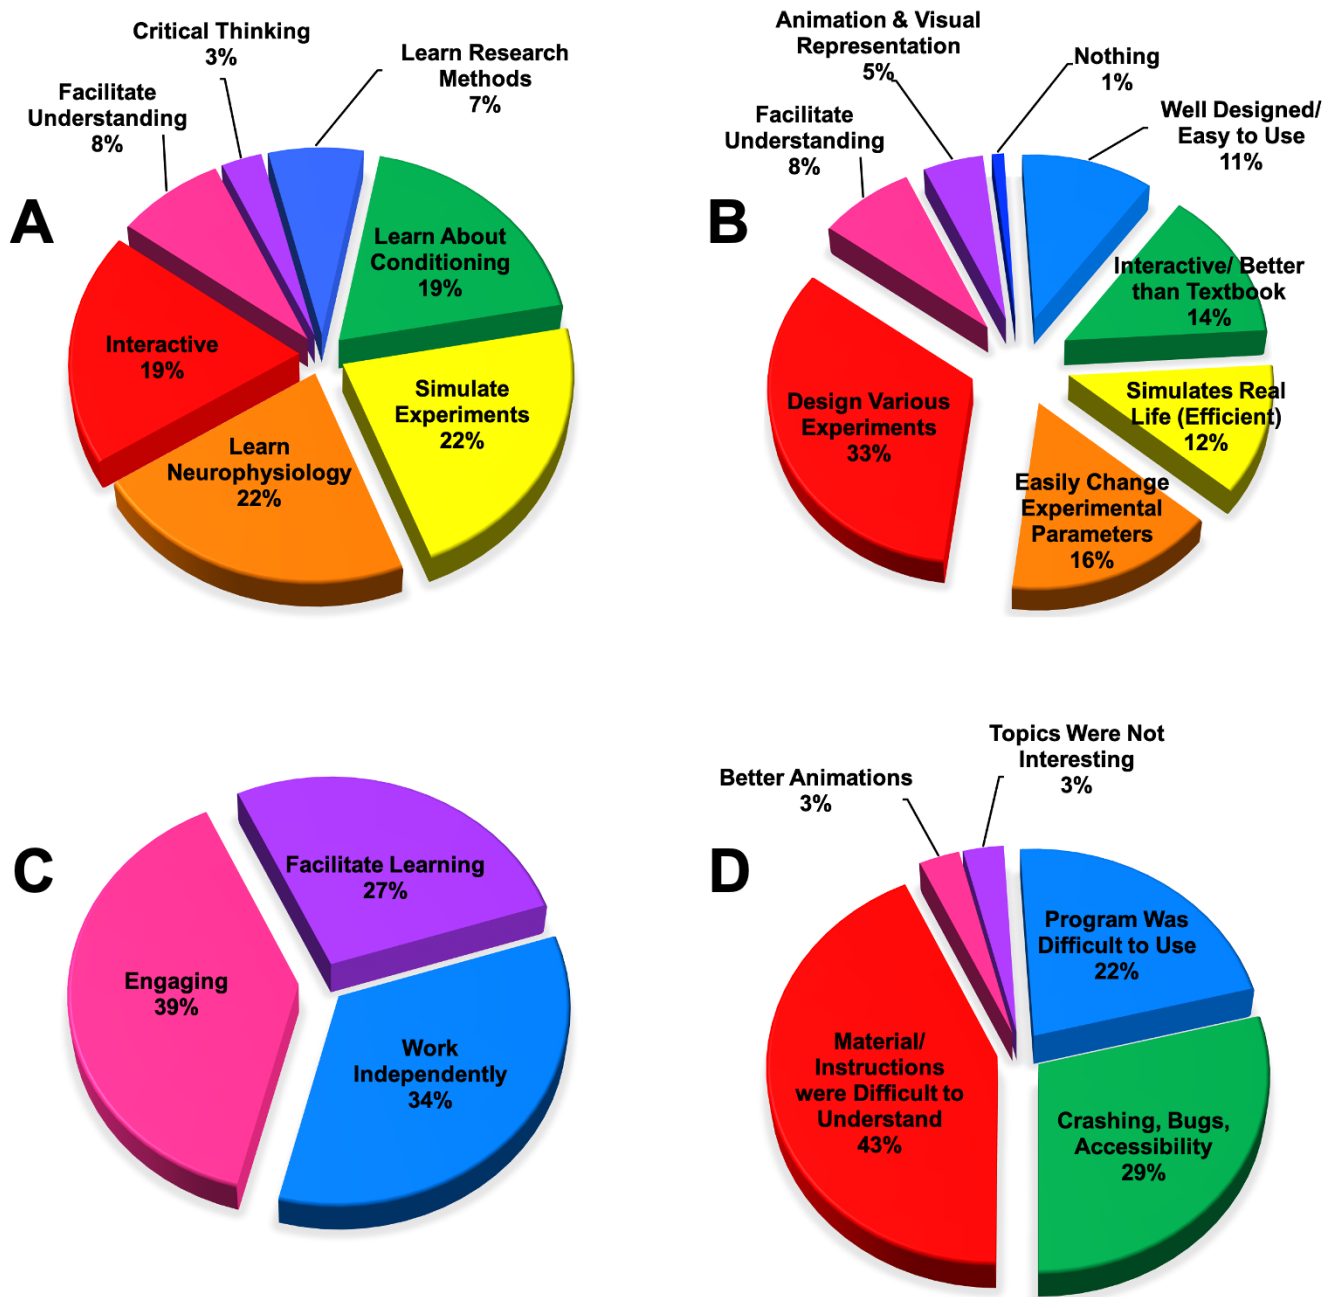 A
Critical Thinking
3%
Learn Research
Methods
7%
Facilitate
Understanding
8%
Learn About
Conditioning
19%
Interactive
19%
Simulate
Experiments
22%
Learn
Neurophysiology
22%
B
Animation & Visual
Representation
5%
Nothing
1%
Well Designed/
Easy to Use
11%
Facilitate
Understanding
8%
Interactive/ Better
than Textbook
14%
Design Various
Experiments
33%
Simulates Real
Life (Efficient)
12%
Easily Change
Experimental
Parameters
16%
C
Facilitate Learning
27%
Engaging
39%
Work
Independently
34%
D
Topics Were Not
Interesting
3%
Better Animations
3%
Program Was
Difficult to Use
22%
Material/
Instructions
were Difficult to
Understand
43%
Crashing, Bugs,
Accessibility
29%